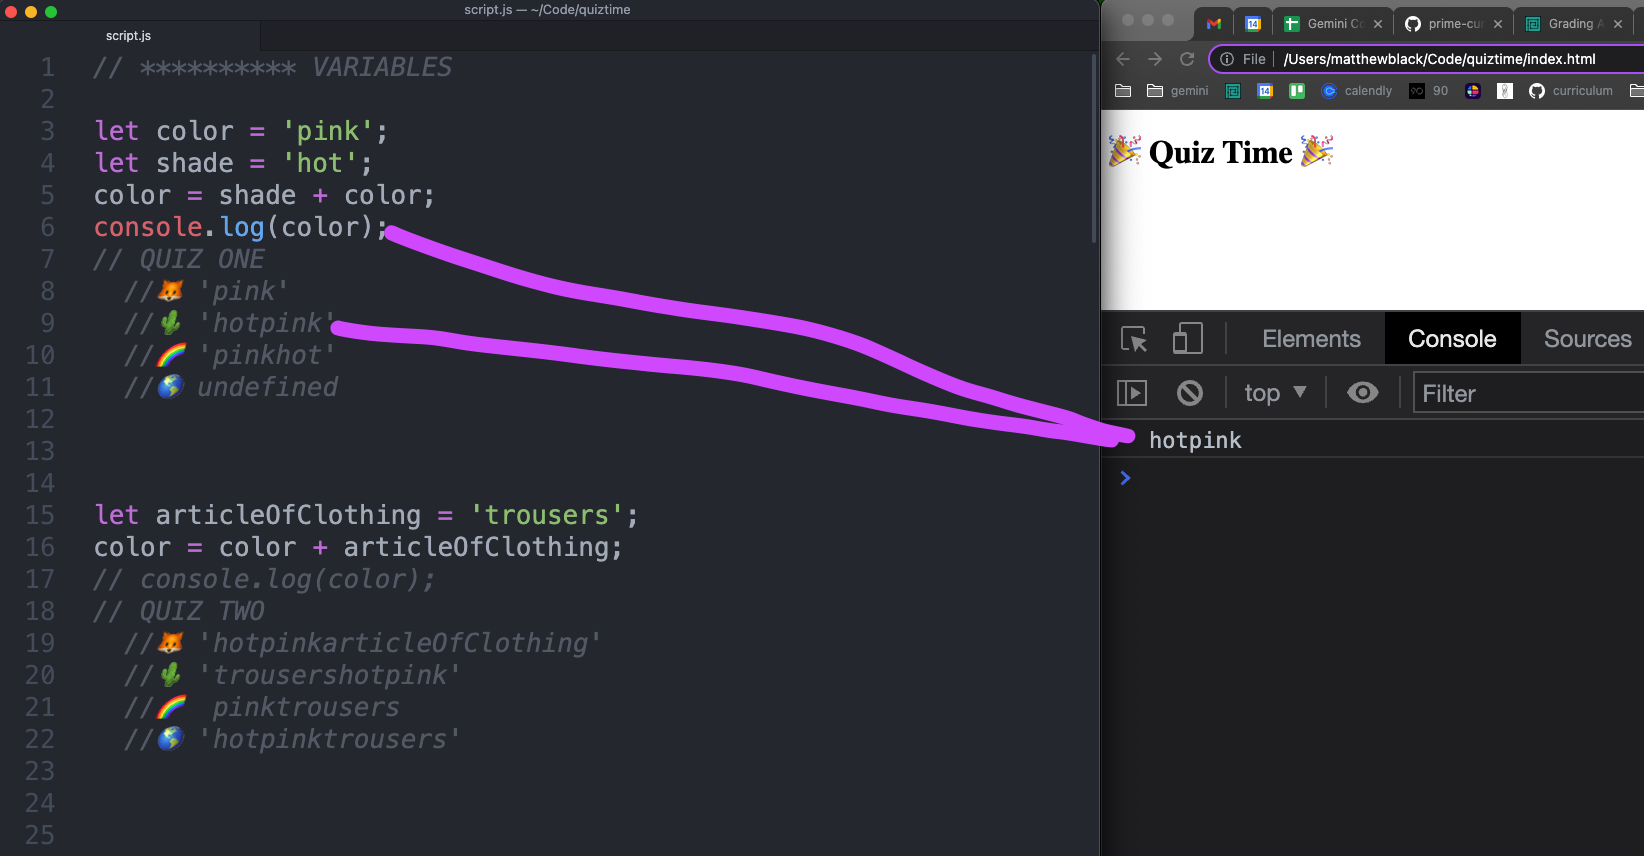 script.js — ~/Code/quiztime
script.js
1 // ********** VARIABLES
2
3 let color = 'pink';
4 let shade = 'hot';
5 color = shade + color;
6 console.log(color);
7 // QUIZ ONE
8 //🦊 'pink'
9 //🌵 'hotpink'
10 //🌈 'pinkhot'
11 //🌎 undefined
12
13
14
15 let articleOfClothing = 'trousers';
16 color = color + articleOfClothing;
17 // console.log(color);
18 // QUIZ TWO
19 //🦊 'hotpinkarticleOfClothing'
20 //🌵 'trousershotpink'
21 //🌈 pinktrousers
22 //🌎 'hotpinktrousers'
23
24
25
14 Gemini Co prime-cur Grading A
File /Users/matthewblack/Code/quiztime/index.html
gemini 14 calendly 90 curriculum
🎉 Quiz Time 🎉
Elements Console Sources
top Filter
hotpink